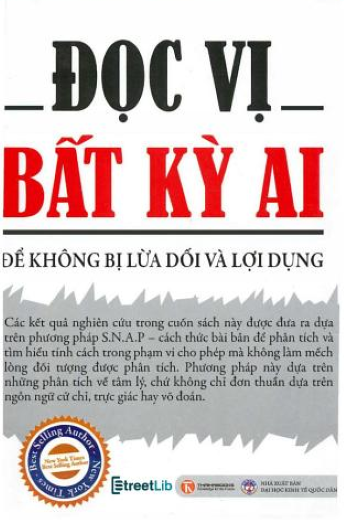 ĐỌC VỊ
BẤT KỲ AI
ĐỂ KHÔNG BỊ LỪA DỐI VÀ LỢI DỤNG
Các kết quả nghiên cứu trong cuốn sách này được đưa ra dựa
trên phương pháp S.N.A.P – cách thức bài bản để phân tích và
tìm hiểu tính cách trong phạm vi cho phép mà không làm mếch
lòng đối tượng được phân tích. Phương pháp này dựa trên
những phân tích về tâm lý, chứ không chỉ đơn thuần dựa trên
ngôn ngữ cử chỉ, trực giác hay võ đoán.
Best Selling Author - New York Times -
New York Times
Best Selling Author
StreetLib
THAIHABOOKS
NHÀ XUẤT BẢN
ĐẠI HỌC KINH TẾ QUỐC DÂN